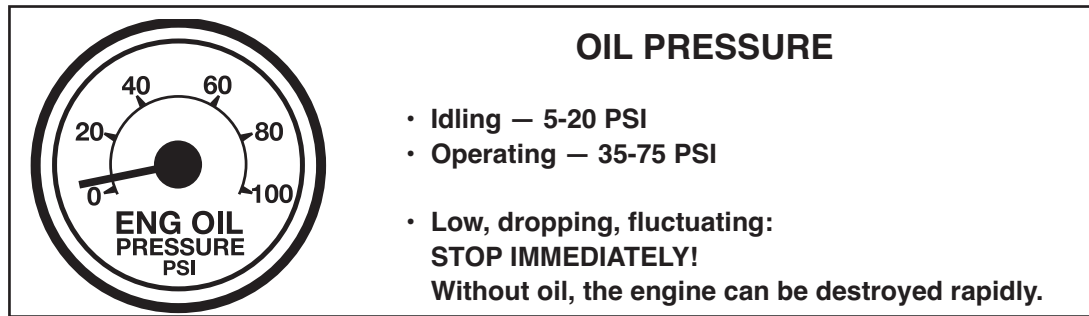 OIL PRESSURE
40 60
20 80
0 100
ENG OIL
PRESSURE
PSI
· Idling — 5-20 PSI
· Operating — 35-75 PSI
· Low, dropping, fluctuating:
STOP IMMEDIATELY!
Without oil, the engine can be destroyed rapidly.